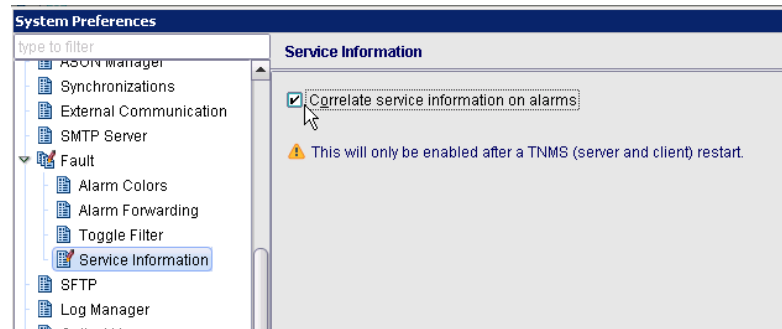 System Preferences
type to filter
ASON Manager
Synchronizations
External Communication
SMTP Server
Fault
Alarm Colors
Alarm Forwarding
Toggle Filter
Service Information
SFTP
Log Manager
Service Information
Correlate service information on alarms
This will only be enabled after a TNMS (server and client) restart.